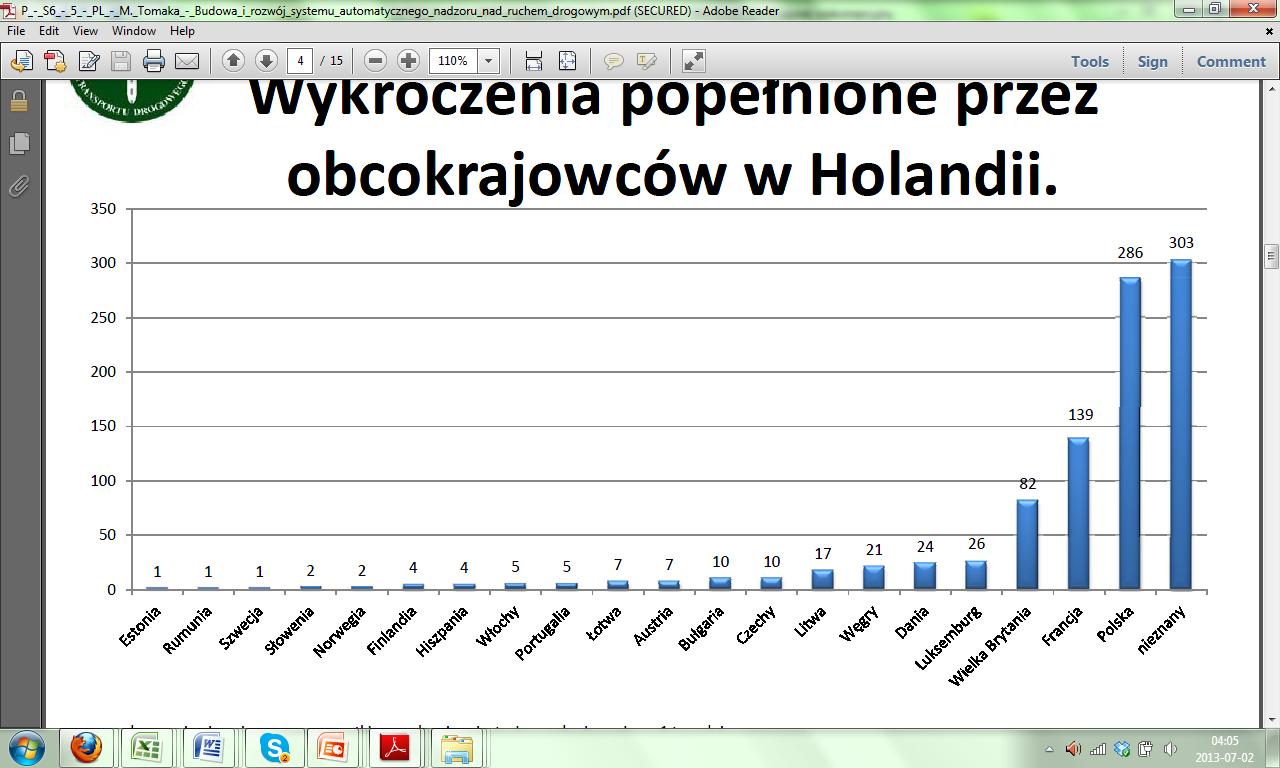 P_-_S6_-_5_-_PL_-_M._Tomaka_-_Budowa_i_rozwój_systemu_automatycznego_nadzoru_nad_ruchem_drogowym.pdf (SECURED) - Adobe Reader
File Edit View Window Help
4 / 15 110% Tools Sign Comment
TRANSPORTU DROGOWEGO
Wykroczenia popełnione przez
obcokrajowców w Holandii.
350
300
250
200
150
100
50
0
1 1 1 2 2 4 4 5 5 7 7 10 10 17 21 24 26 82 139 286 303
Estonia
Rumunia
Szwecja
Słowenia
Norwegia
Finlandia
Hiszpania
Włochy
Portugalia
Łotwa
Austria
Bułgaria
Czechy
Litwa
Węgry
Dania
Luksemburg
Wielka Brytania
Francja
Polska
nieznany
2
04:05
2013-07-02